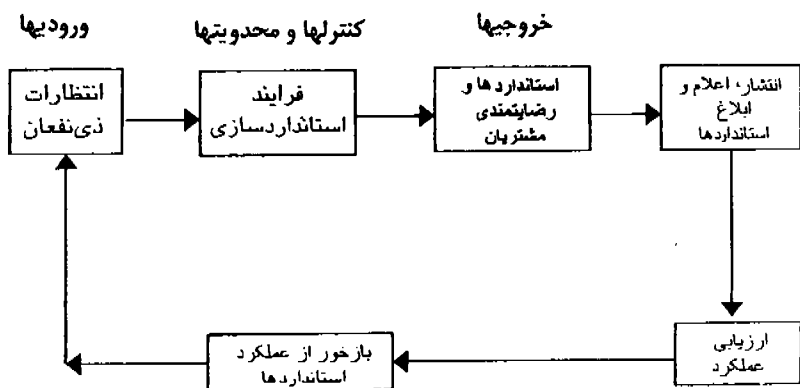 ورودیها
کنترلها و محدویتها
خروجیها
انتظارات
ذی‌نفعان
فرایند
استانداردسازی
استانداردها و
رضایتمندی
مشتریان
انتشار، اعلام و
ابلاغ
استانداردها
ارزیابی
عملکرد
بازخور از عملکرد
استانداردها